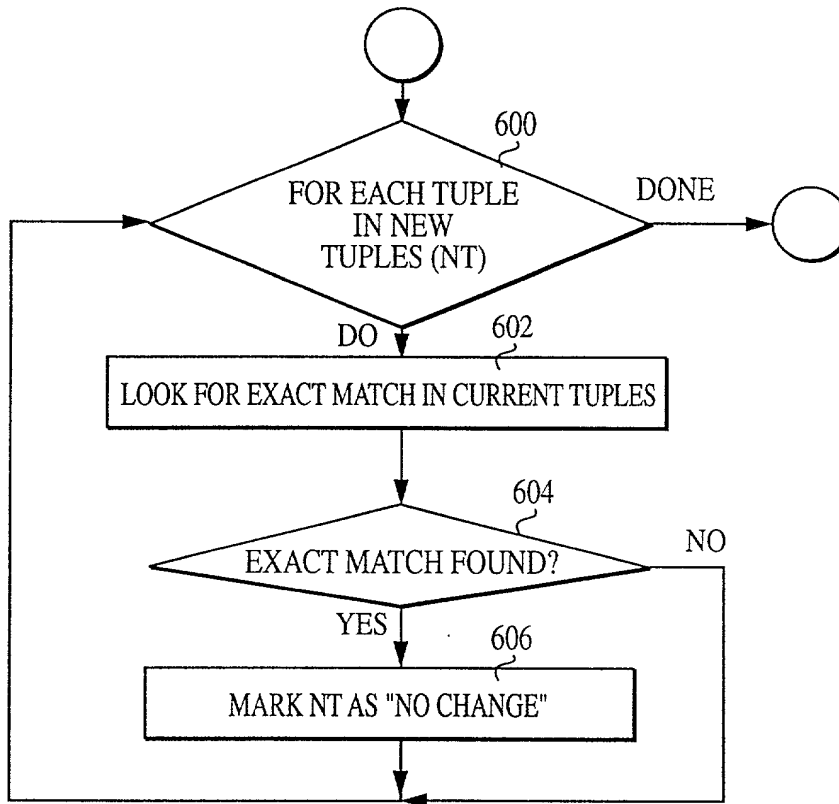 600
FOR EACH TUPLE
IN NEW
TUPLES (NT)
DONE
DO
602
LOOK FOR EXACT MATCH IN CURRENT TUPLES
604
EXACT MATCH FOUND?
NO
YES
606
MARK NT AS "NO CHANGE"